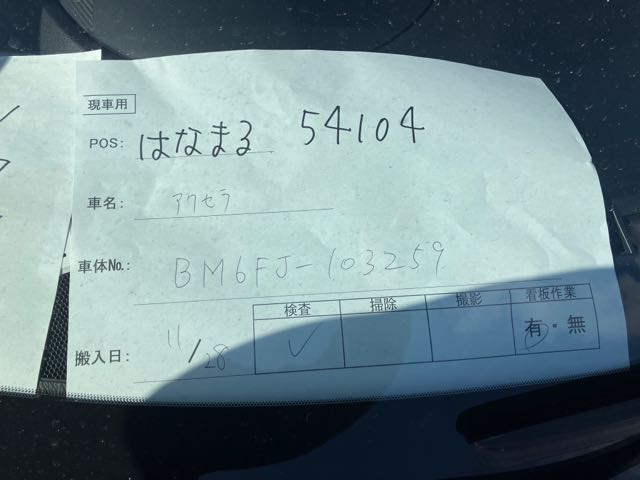 現車用
POS: はなまる 54104
車名: アクセラ
車体No.: BM6FJ-103259
検査 掃除 撮影 看板作業
搬入日: 11/28 ✓ 有・無